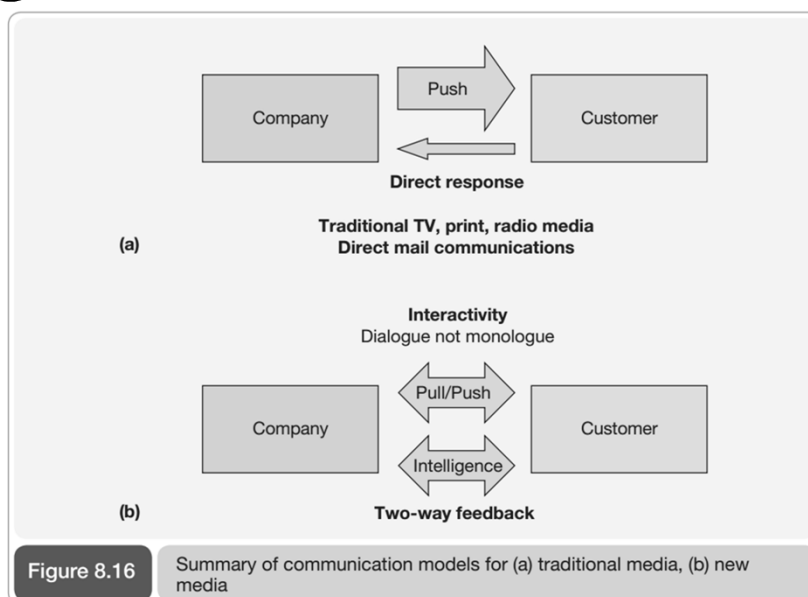 Push
Company
Customer
Direct response
Traditional TV, print, radio media
(a)
Direct mail communications
Interactivity
Dialogue not monologue
Pull/Push
Company
Customer
Intelligence
(b)
Two-way feedback
Figure 8.16
Summary of communication models for (a) traditional media, (b) new
media